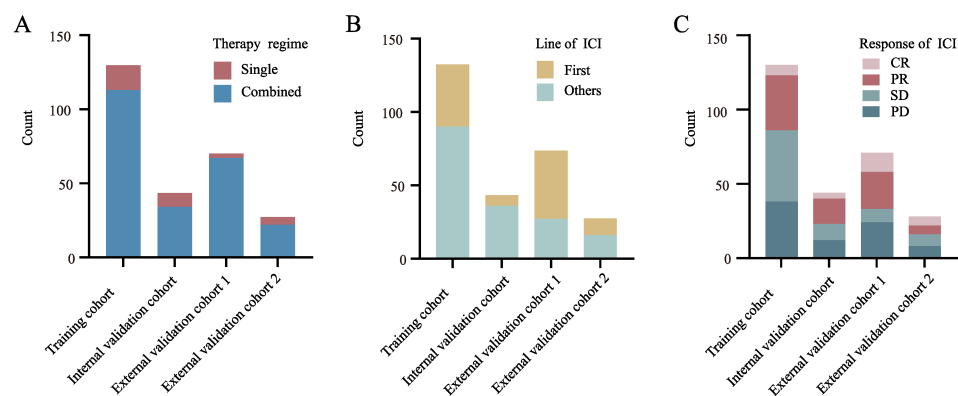 A
Therapy regime
Single
Combined
Count
150
100
50
0
Training cohort
Internal validation cohort
External validation cohort 1
External validation cohort 2
B
Line of ICI
First
Others
Count
150
100
50
0
Training cohort
Internal validation cohort
External validation cohort 1
External validation cohort 2
C
Response of ICI
CR
PR
SD
PD
Count
150
100
50
0
Training cohort
Internal validation cohort
External validation cohort 1
External validation cohort 2